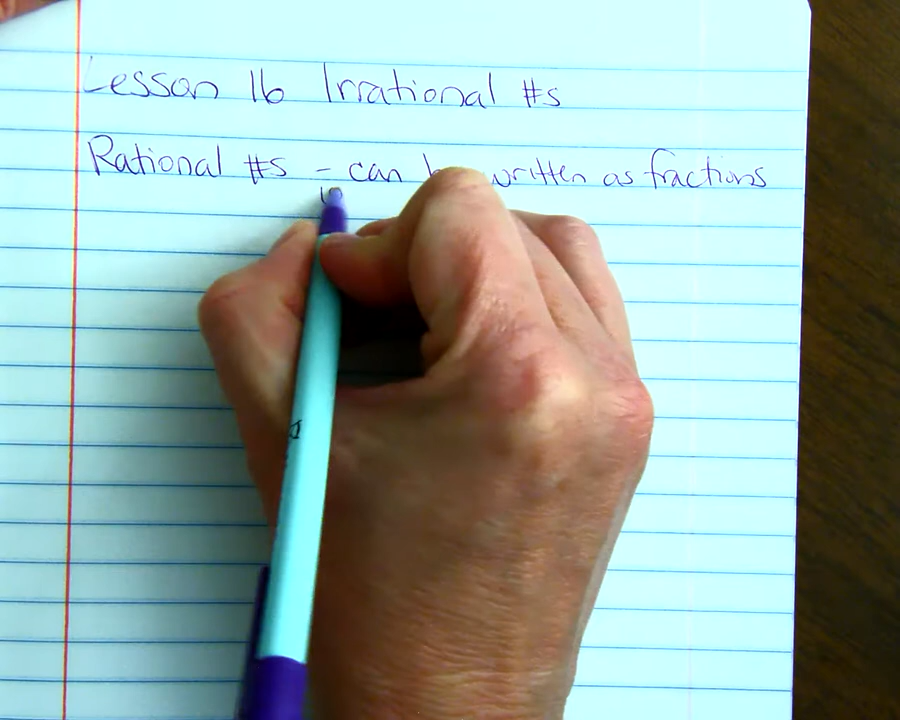 Lesson 16 Irrational #s
Rational #s - can written as fractions